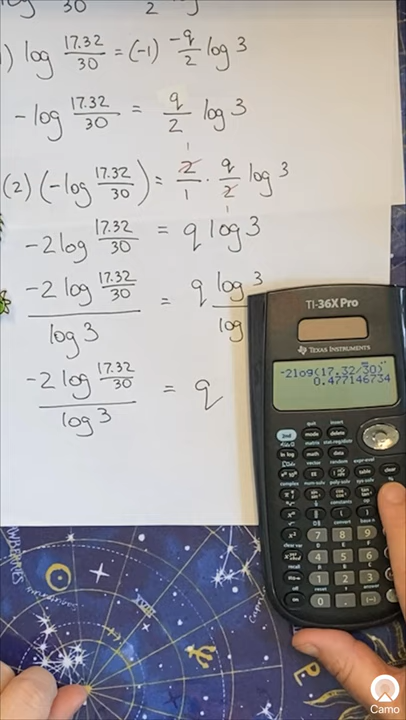 30 2
) log 17.32/30 = (-1) -q/2 log 3
-log 17.32/30 = q/2 log 3
(2) (-log 17.32/30) = 2/1 · q/2 log 3
1
1
-2 log 17.32/30 = q log 3
-2 log 17.32/30 / log 3 = q log 3 / log
-2 log 17.32/30 / log 3 = q
TI-36X Pro
TEXAS INSTRUMENTS
-2log(17.32/30)
0.477146734
2nd mode delete
ln log math data
table clear
7 8 9
4 5 6
1 2 3
0 . (−)
Camo